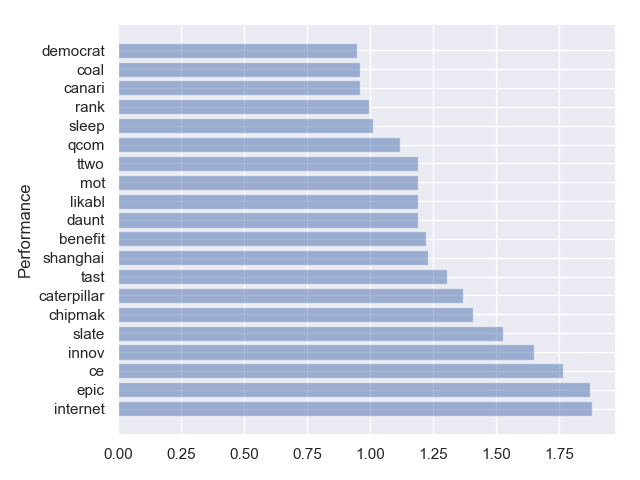 democrat
coal
canari
rank
sleep
qcom
ttwo
mot
likabl
daunt
benefit
shanghai
tast
caterpillar
chipmak
slate
innov
ce
epic
internet
Performance
0.00 0.25 0.50 0.75 1.00 1.25 1.50 1.75